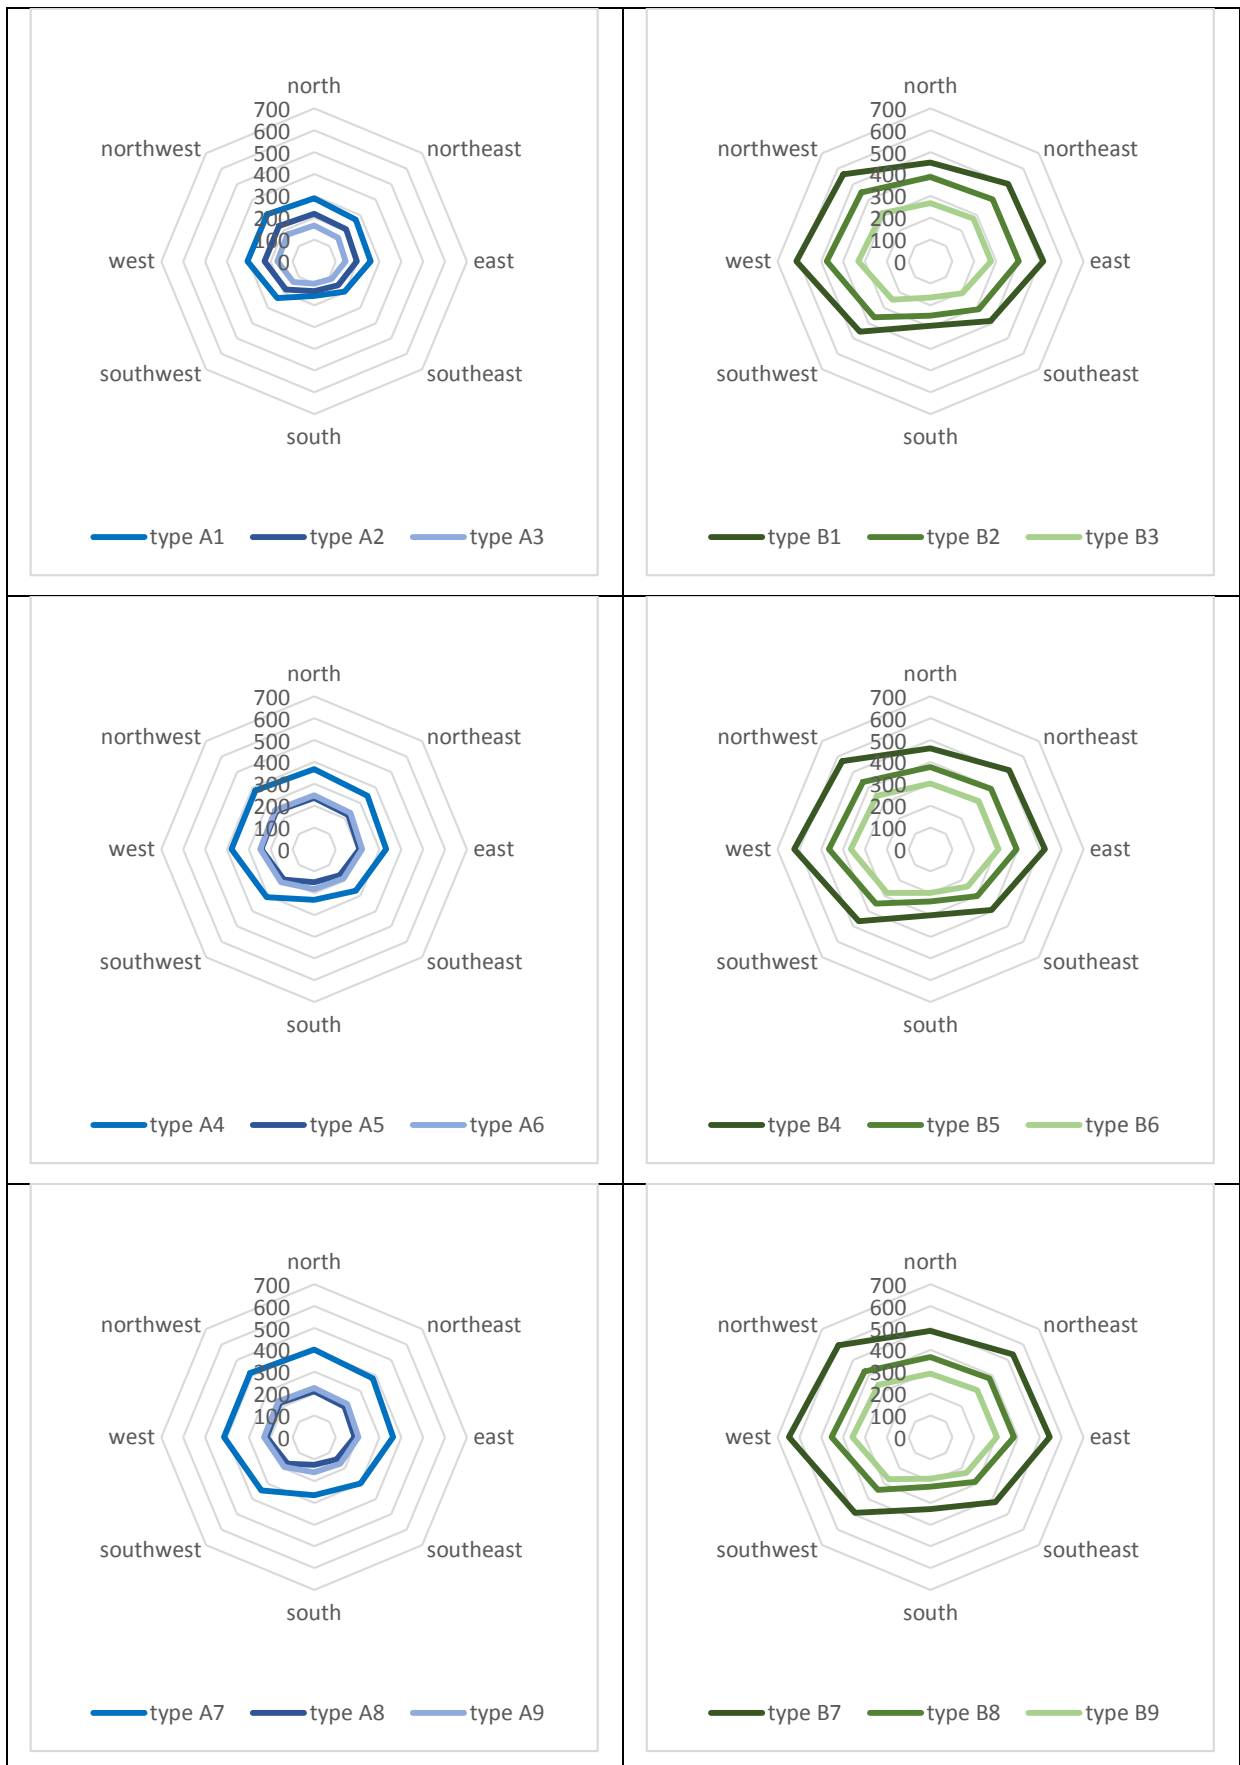 north
700
600
500
400
300
200
100
0
northwest
northeast
west
east
southwest
southeast
south
type A1 type A2 type A3
north
700
600
500
400
300
200
100
0
northwest
northeast
west
east
southwest
southeast
south
type B1 type B2 type B3
north
700
600
500
400
300
200
100
0
northwest
northeast
west
east
southwest
southeast
south
type A4 type A5 type A6
north
700
600
500
400
300
200
100
0
northwest
northeast
west
east
southwest
southeast
south
type B4 type B5 type B6
north
700
600
500
400
300
200
100
0
northwest
northeast
west
east
southwest
southeast
south
type A7 type A8 type A9
north
700
600
500
400
300
200
100
0
northwest
northeast
west
east
southwest
southeast
south
type B7 type B8 type B9